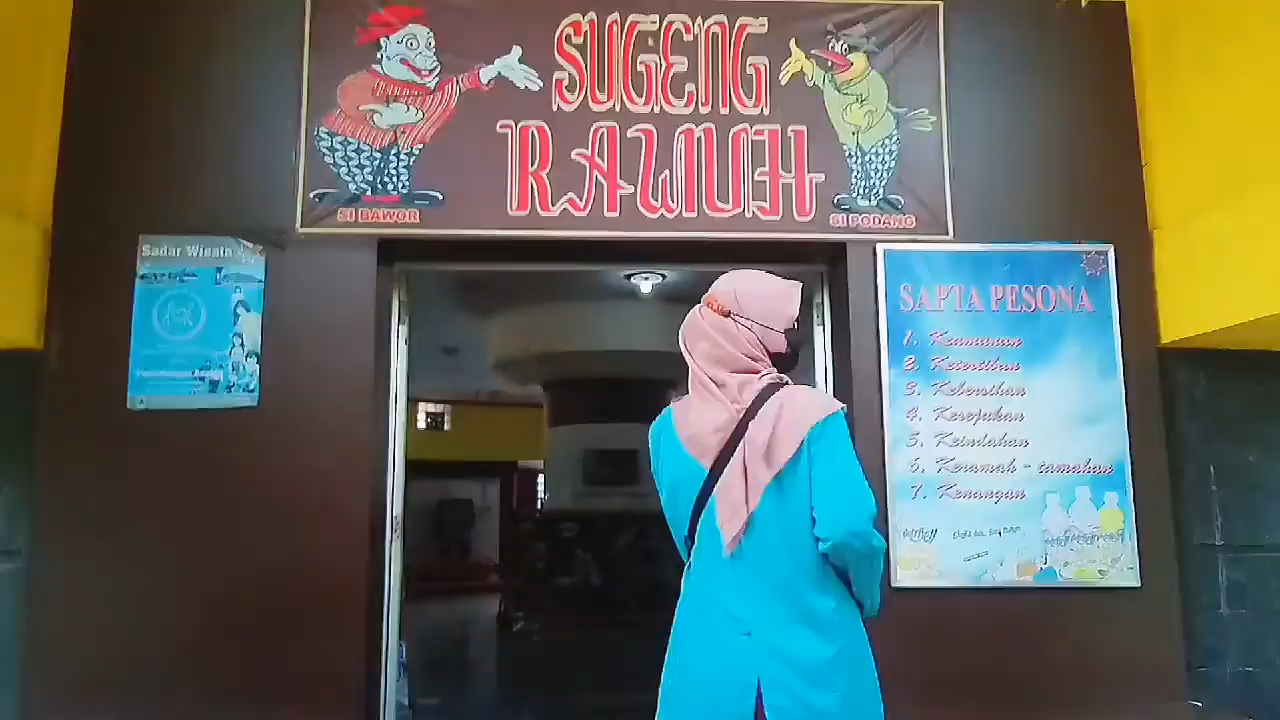 SUGENG
RAWUH
SI BAWOR
SI PODANG
Sadar Wisata
SAPTA PESONA
1. Keamanan
2. Ketertiban
3. Kebersihan
4. Kesejukan
5. Keindahan
6. Keramah - tamahan
7. Kenangan